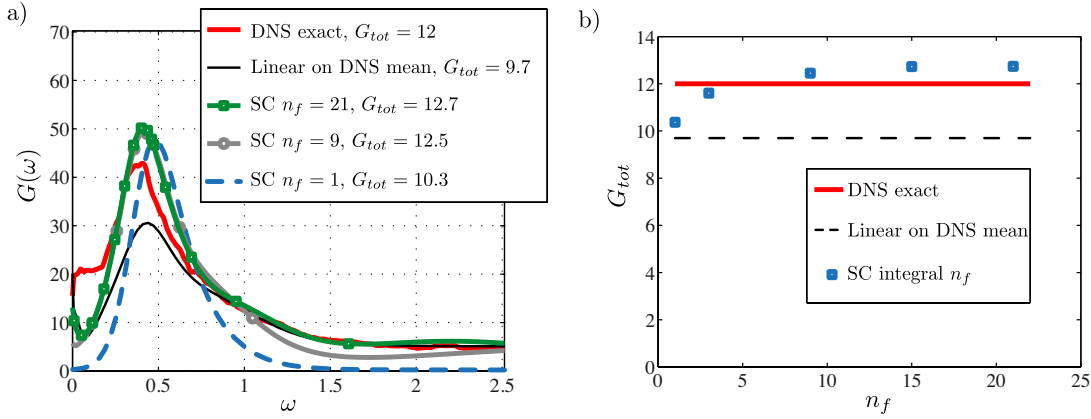 a)
70
60
50
40
30
20
10
0
G(ω)
0
0.5
1
1.5
2
2.5
ω
DNS exact, G_tot = 12
Linear on DNS mean, G_tot = 9.7
SC n_f = 21, G_tot = 12.7
SC n_f = 9, G_tot = 12.5
SC n_f = 1, G_tot = 10.3
b)
14
12
10
8
6
4
2
0
G_tot
0
5
10
15
20
25
n_f
DNS exact
Linear on DNS mean
SC integral n_f